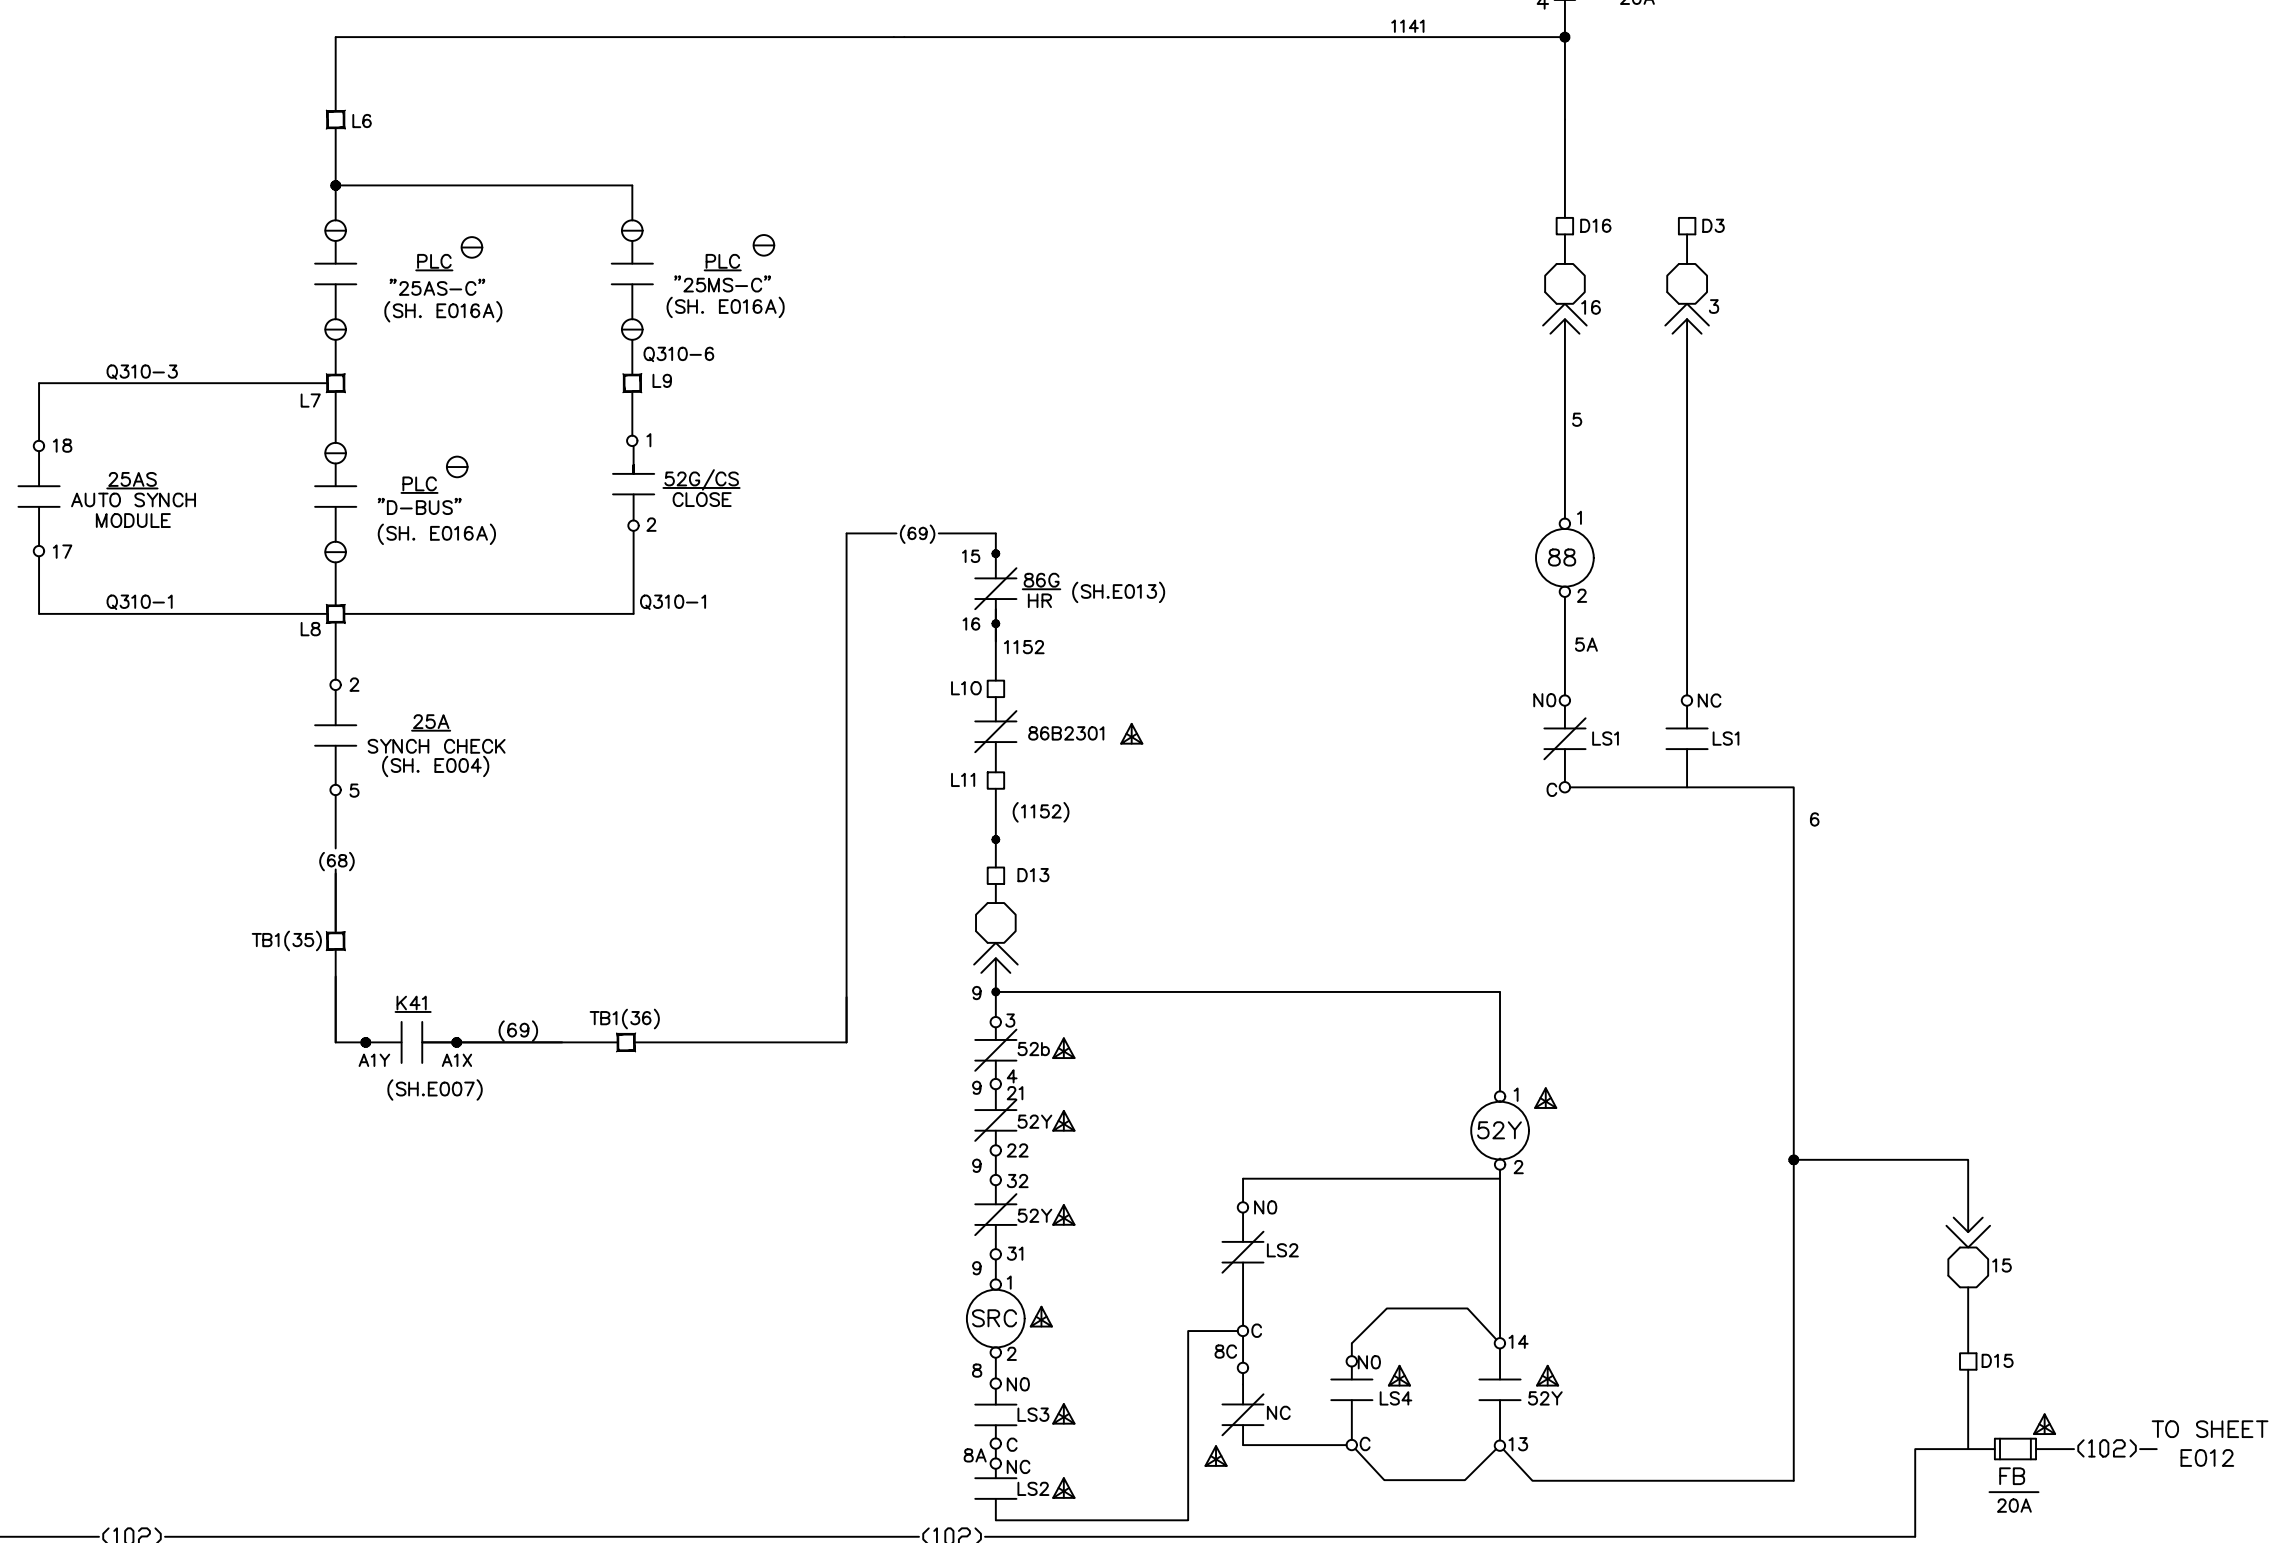 4
20A
1141
L6
PLC
"25AS-C"
(SH. E016A)
PLC
"25MS-C"
(SH. E016A)
D16
D3
16
3
Q310-6
Q310-3
L7
L9
5
18
1
25AS
AUTO SYNCH
MODULE
PLC
"D-BUS"
(SH. E016A)
52G/CS
CLOSE
2
17
(69)
15
86G
HR
(SH.E013)
16
1152
1
88
2
Q310-1
Q310-1
L8
5A
2
L10
25A
SYNCH CHECK
(SH. E004)
86B2301
NO
LS1
NC
LS1
C
5
L11
(1152)
6
(68)
D13
TB1(35)
K41
A1Y
A1X
(69)
TB1(36)
(SH.E007)
9
3
52b
4
9
21
52Y
22
9
32
52Y
31
9
1
SRC
2
8
NO
LS3
C
8A
NC
LS2
1
52Y
2
NO
LS2
C
8C
NC
NO
LS4
C
14
52Y
13
15
D15
(102)
TO SHEET
E012
FB
20A
(102)
(102)